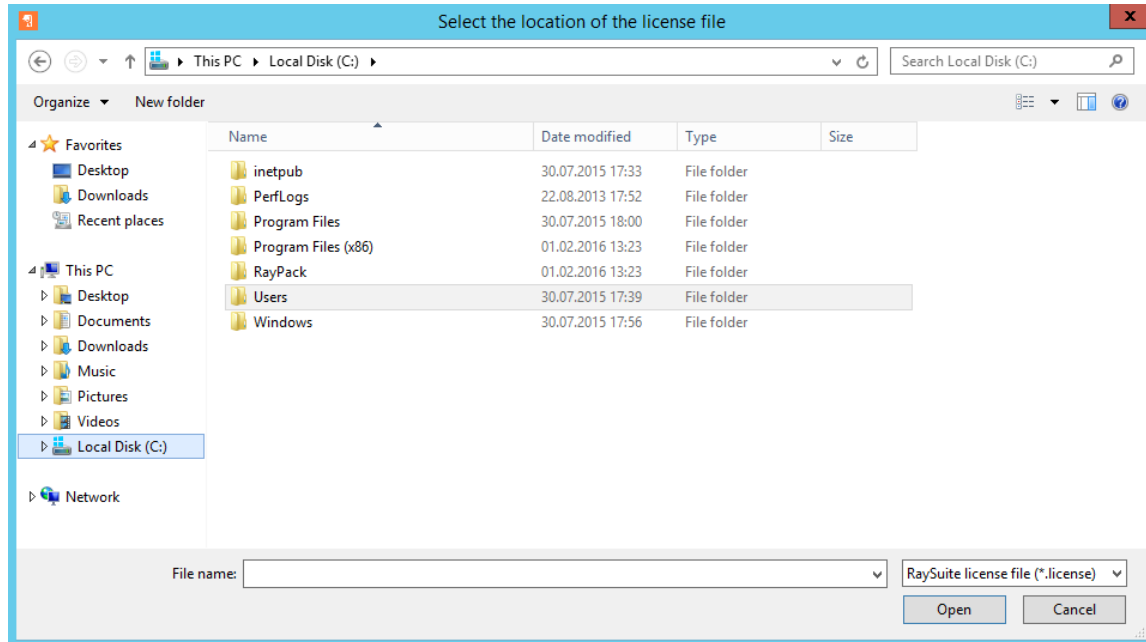 Select the location of the license file
x
This PC Local Disk (C:)
Search Local Disk (C:)
Organize New folder
Name Date modified Type Size
Favorites
Desktop
Downloads
Recent places
This PC
Desktop
Documents
Downloads
Music
Pictures
Videos
Local Disk (C:)
Network
inetpub 30.07.2015 17:33 File folder
PerfLogs 22.08.2013 17:52 File folder
Program Files 30.07.2015 18:00 File folder
Program Files (x86) 01.02.2016 13:23 File folder
RayPack 01.02.2016 13:23 File folder
Users 30.07.2015 17:39 File folder
Windows 30.07.2015 17:56 File folder
File name: RaySuite license file (*.license)
Open Cancel